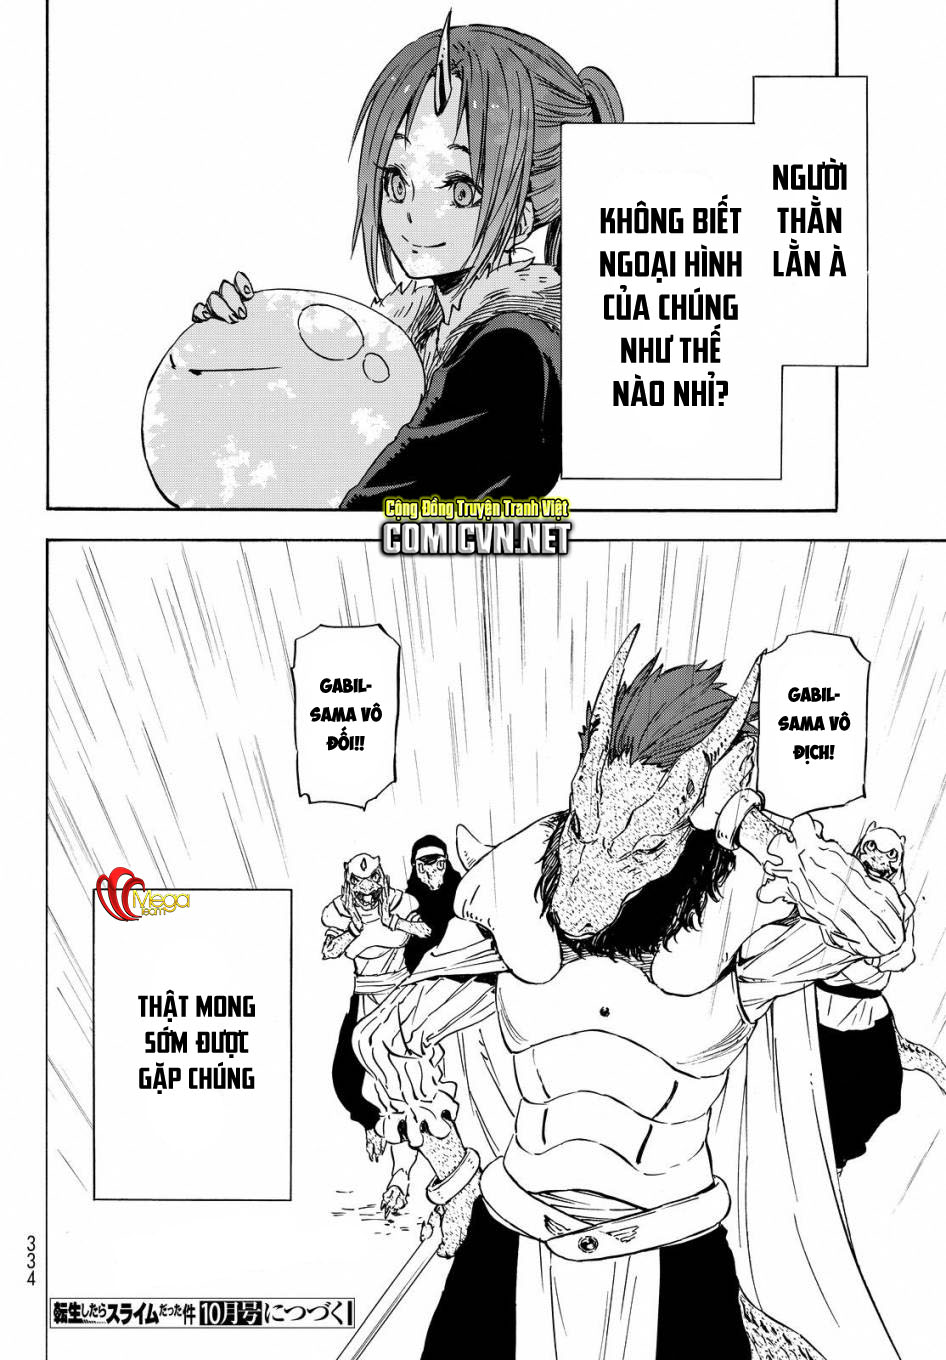 NGƯỜI
THẰN
LẰN À
KHÔNG BIẾT
NGOẠI HÌNH
CỦA CHÚNG
NHƯ THẾ
NÀO NHỈ?
Cộng Đồng Truyện Tranh Việt
COMICVN.NET
GABIL-
SAMA VÔ
ĐỊCH!
GABIL-
SAMA VÔ
ĐỐI!!
Mega
Team
THẬT MONG
SỚM ĐƯỢC
GẶP CHÚNG
334
転生したらスライムだった件 10月号につづく